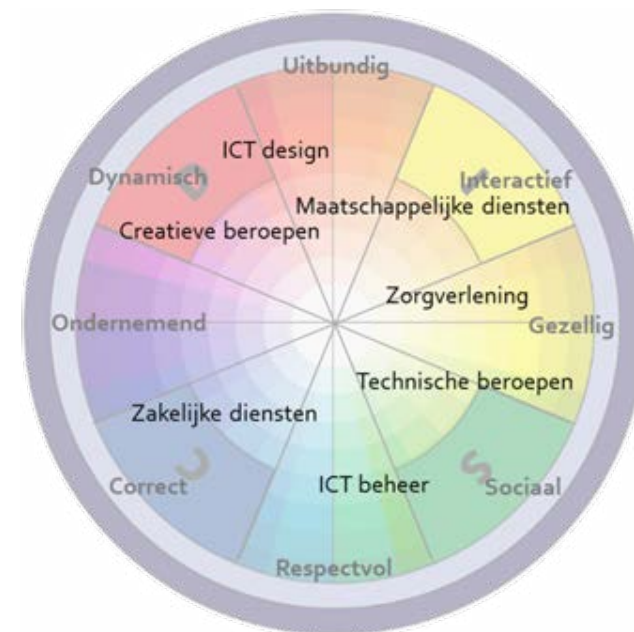 Uitbundig
ICT design
Dynamisch
Interactief
Maatschappelijke diensten
Creatieve beroepen
Zorgverlening
Ondernemend
Gezellig
Technische beroepen
Zakelijke diensten
Correct
C
ICT beheer
S
Sociaal
Respectvol